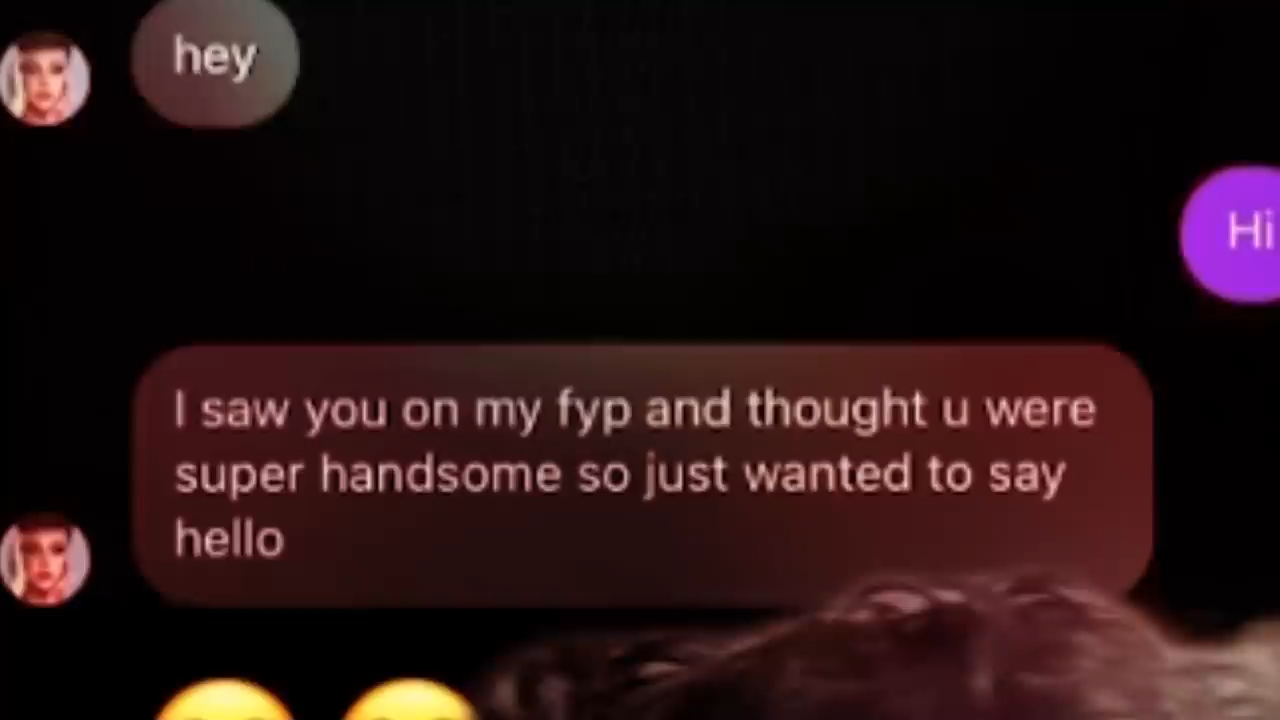 hey
Hi
I saw you on my fyp and thought u were
super handsome so just wanted to say
hello